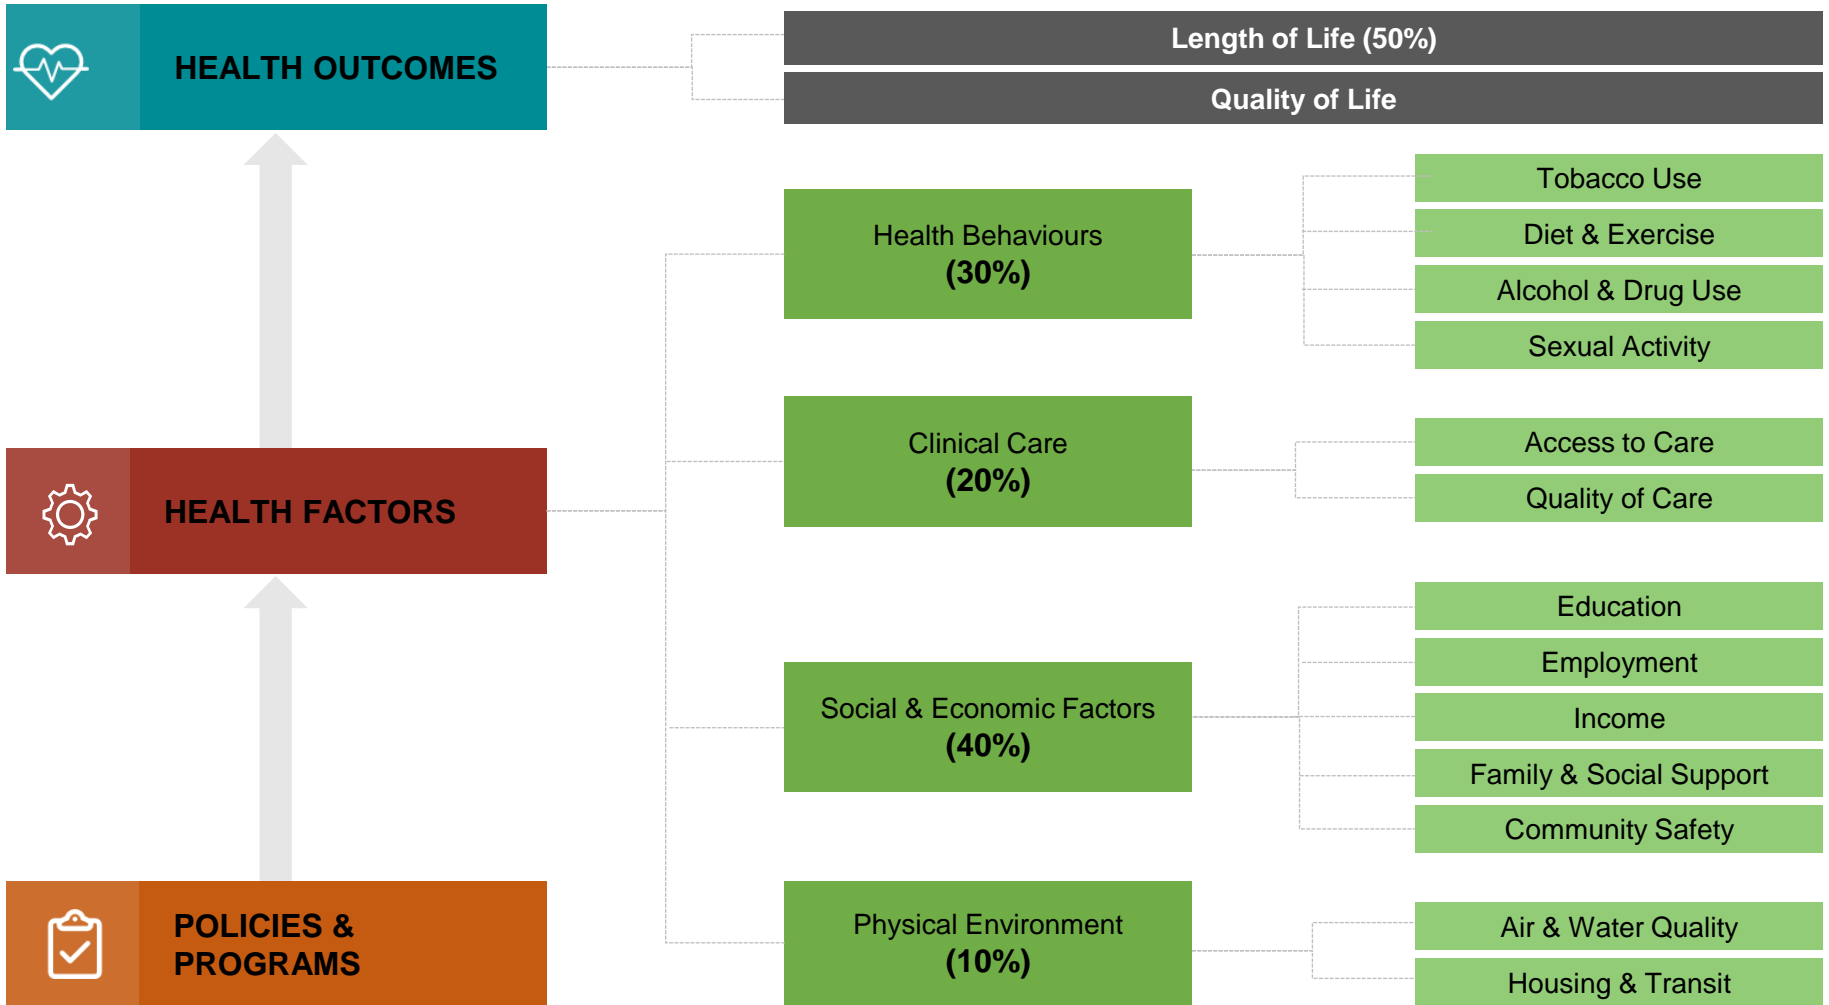 HEALTH OUTCOMES
Length of Life (50%)
Quality of Life
HEALTH FACTORS
Health Behaviours
(30%)
Tobacco Use
Diet & Exercise
Alcohol & Drug Use
Sexual Activity
Clinical Care
(20%)
Access to Care
Quality of Care
Social & Economic Factors
(40%)
Education
Employment
Income
Family & Social Support
Community Safety
Physical Environment
(10%)
Air & Water Quality
Housing & Transit
POLICIES &
PROGRAMS